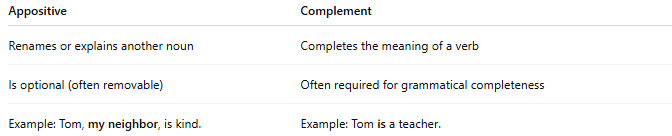 Appositive Complement
Renames or explains another noun Completes the meaning of a verb
Is optional (often removable) Often required for grammatical completeness
Example: Tom, my neighbor, is kind. Example: Tom is a teacher.